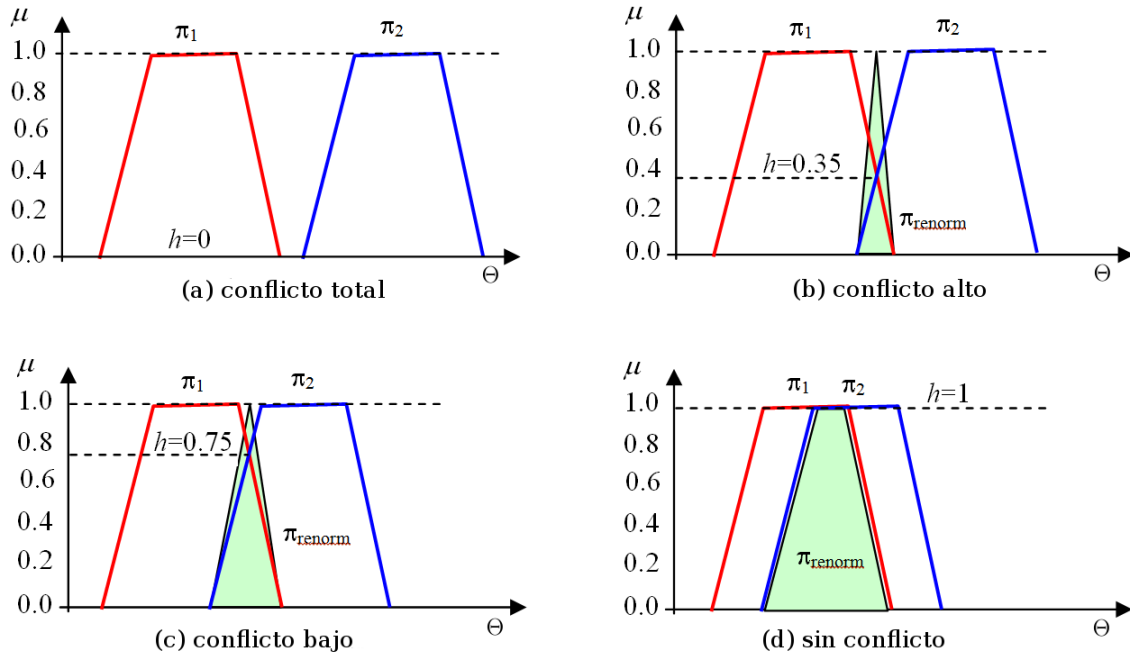 μ
π1
π2
1.0
0.8
0.6
0.4
0.2
h=0
0.0
Θ
(a) conflicto total
μ
π1
π2
1.0
0.8
0.6
h=0.35
0.4
0.2
πrenorm
0.0
Θ
(b) conflicto alto
μ
π1
π2
1.0
0.8
h=0.75
0.6
πrenorm
0.4
0.2
0.0
Θ
(c) conflicto bajo
μ
π1
π2
h=1
1.0
0.8
0.6
0.4
πrenorm
0.2
0.0
Θ
(d) sin conflicto